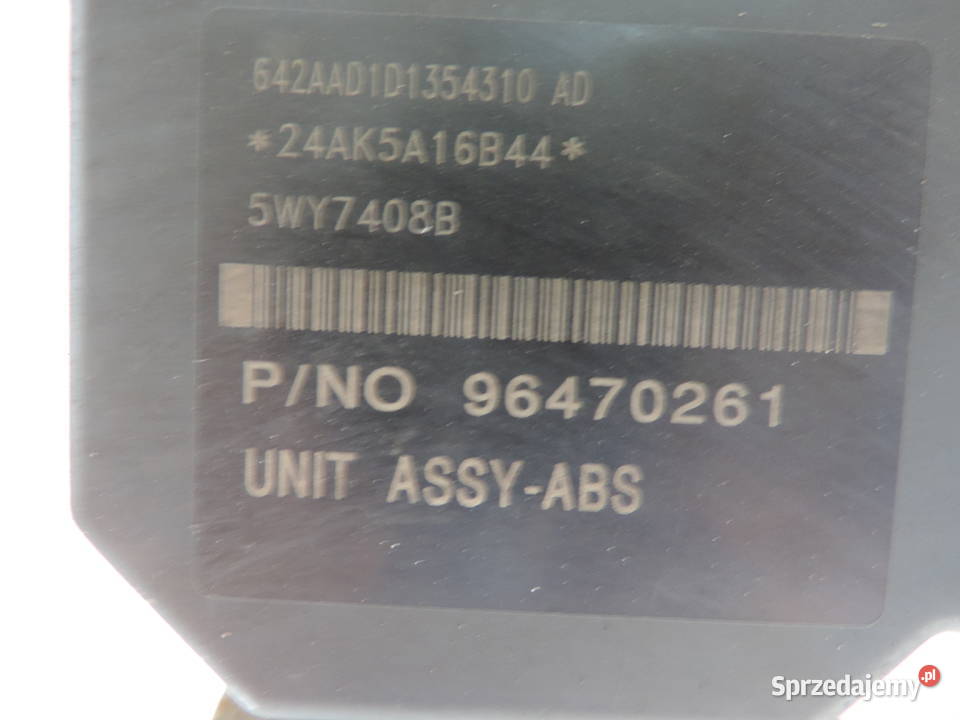 642AAD1D1354310 AD
*24AK5A16B44*
5WY7408B
P/NO 96470261
UNIT ASSY-ABS
Sprzedajemy.pl